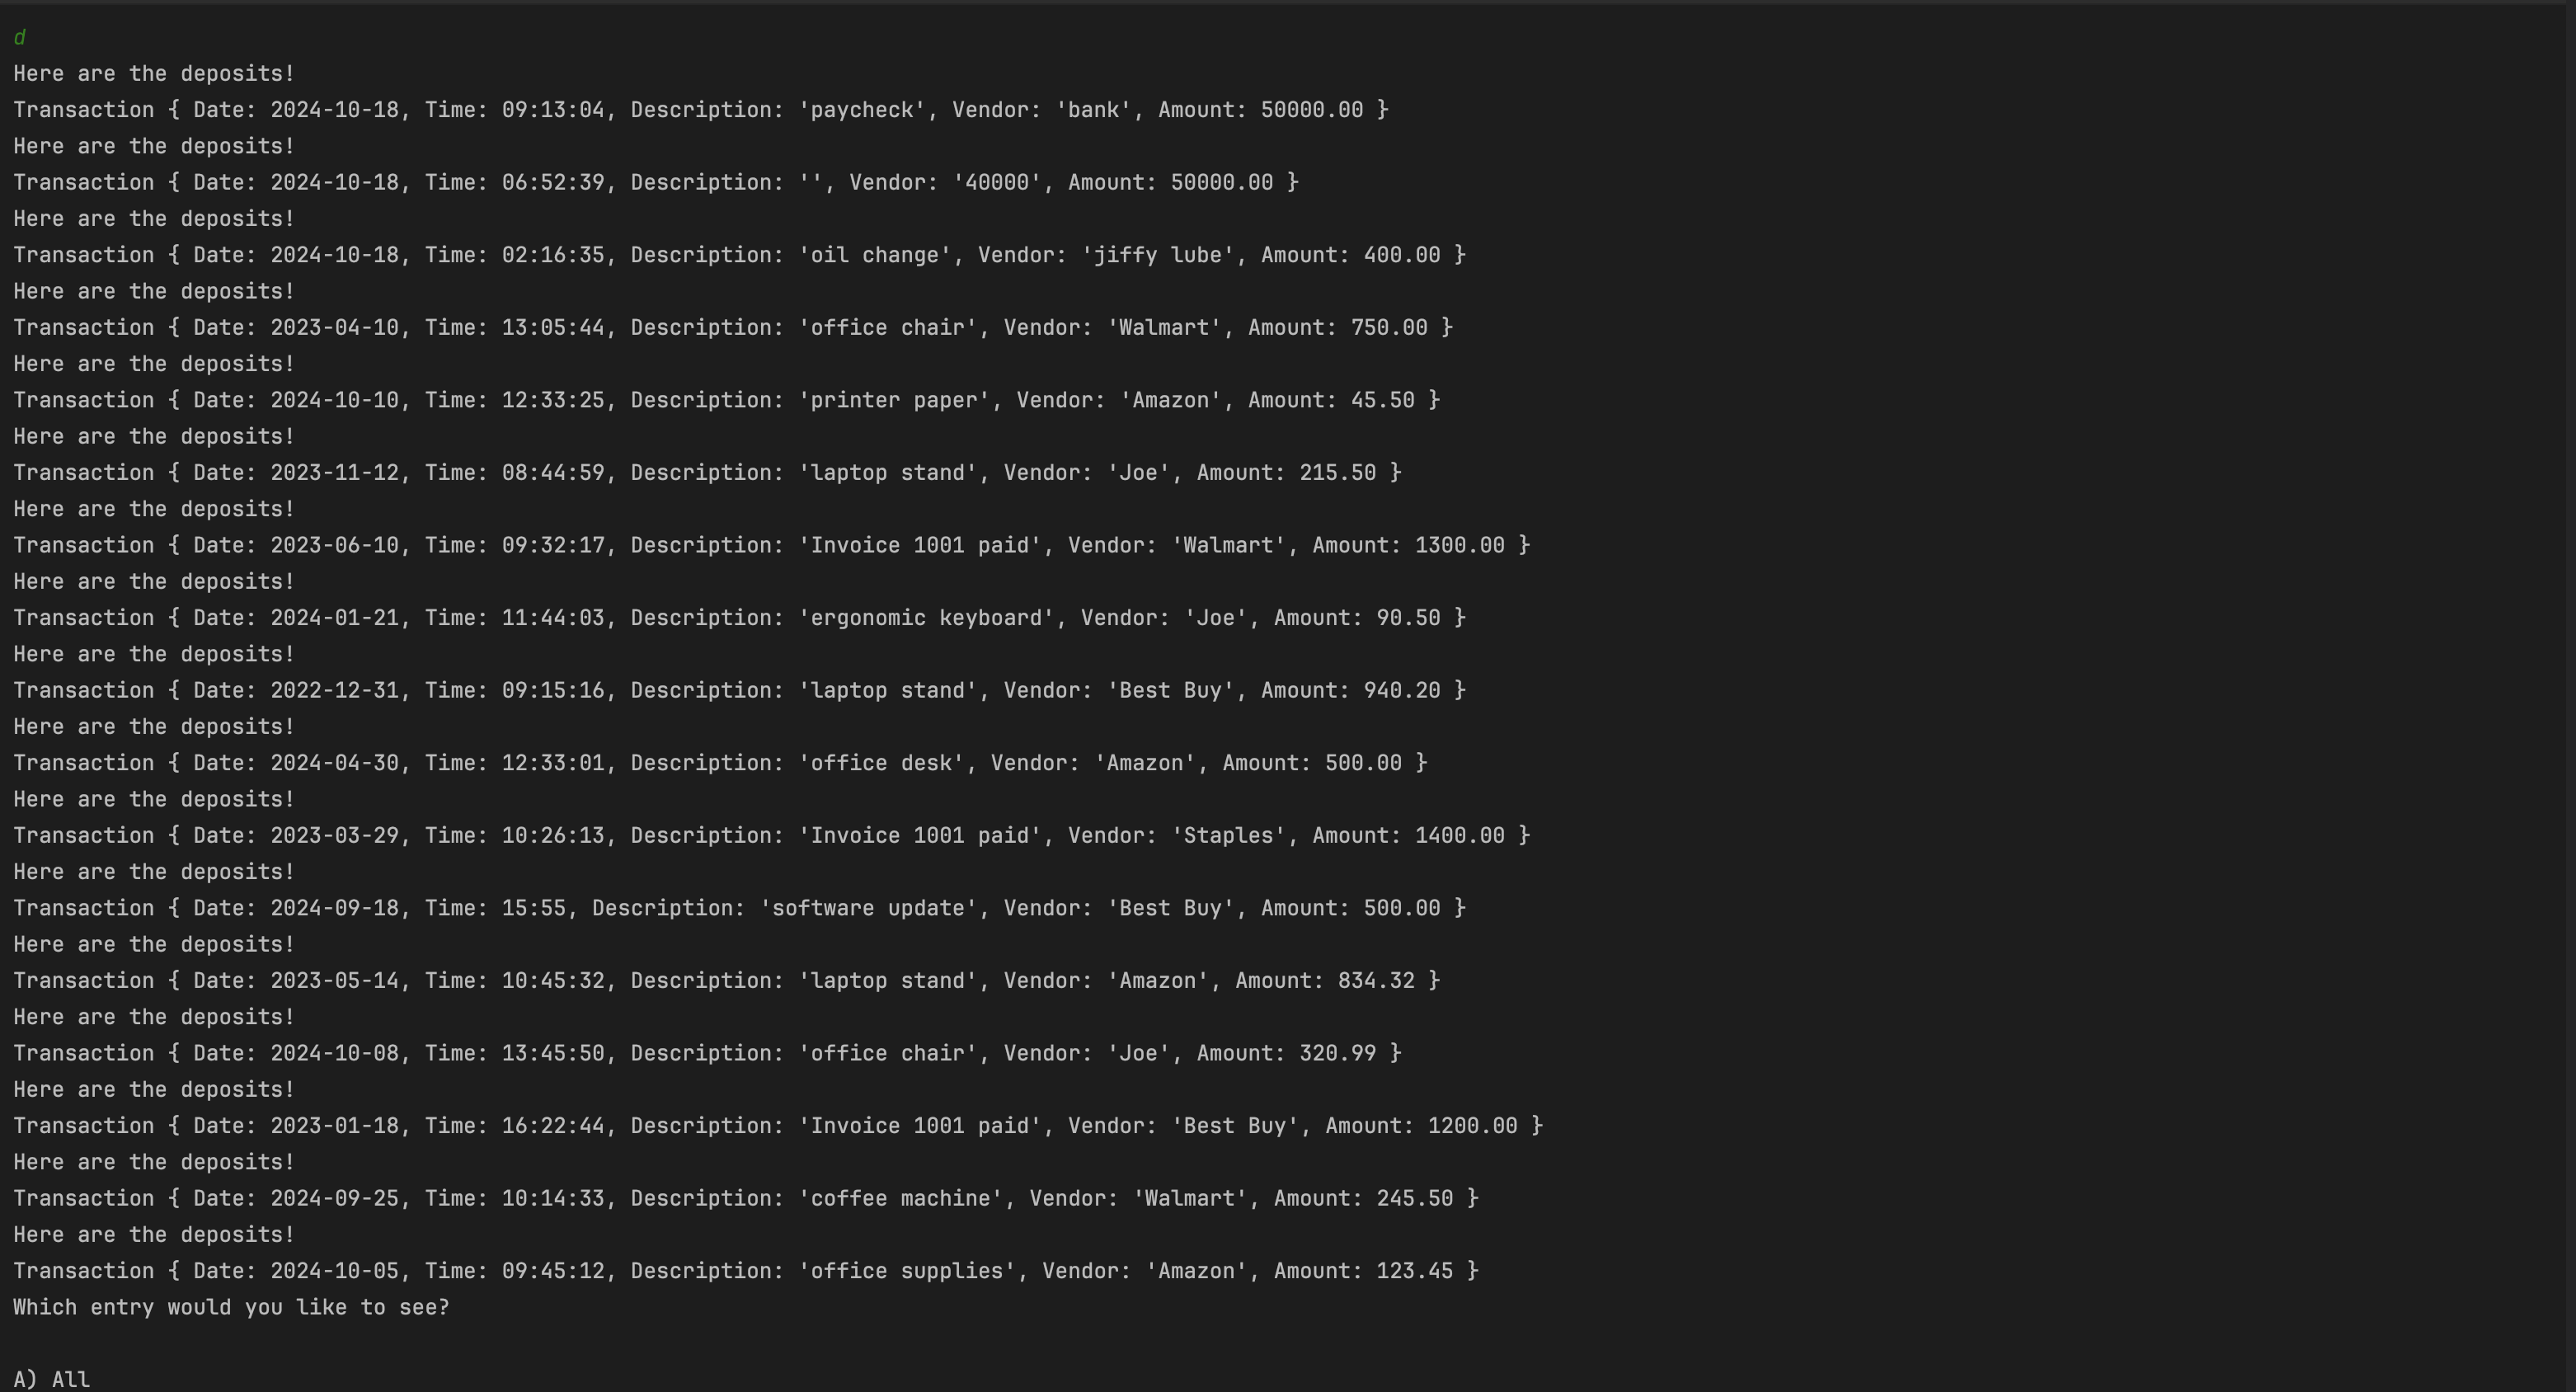 d
Here are the deposits!
Transaction { Date: 2024-10-18, Time: 09:13:04, Description: 'paycheck', Vendor: 'bank', Amount: 50000.00 }
Here are the deposits!
Transaction { Date: 2024-10-18, Time: 06:52:39, Description: '', Vendor: '40000', Amount: 50000.00 }
Here are the deposits!
Transaction { Date: 2024-10-18, Time: 02:16:35, Description: 'oil change', Vendor: 'jiffy lube', Amount: 400.00 }
Here are the deposits!
Transaction { Date: 2023-04-10, Time: 13:05:44, Description: 'office chair', Vendor: 'Walmart', Amount: 750.00 }
Here are the deposits!
Transaction { Date: 2024-10-10, Time: 12:33:25, Description: 'printer paper', Vendor: 'Amazon', Amount: 45.50 }
Here are the deposits!
Transaction { Date: 2023-11-12, Time: 08:44:59, Description: 'laptop stand', Vendor: 'Joe', Amount: 215.50 }
Here are the deposits!
Transaction { Date: 2023-06-10, Time: 09:32:17, Description: 'Invoice 1001 paid', Vendor: 'Walmart', Amount: 1300.00 }
Here are the deposits!
Transaction { Date: 2024-01-21, Time: 11:44:03, Description: 'ergonomic keyboard', Vendor: 'Joe', Amount: 90.50 }
Here are the deposits!
Transaction { Date: 2022-12-31, Time: 09:15:16, Description: 'laptop stand', Vendor: 'Best Buy', Amount: 940.20 }
Here are the deposits!
Transaction { Date: 2024-04-30, Time: 12:33:01, Description: 'office desk', Vendor: 'Amazon', Amount: 500.00 }
Here are the deposits!
Transaction { Date: 2023-03-29, Time: 10:26:13, Description: 'Invoice 1001 paid', Vendor: 'Staples', Amount: 1400.00 }
Here are the deposits!
Transaction { Date: 2024-09-18, Time: 15:55, Description: 'software update', Vendor: 'Best Buy', Amount: 500.00 }
Here are the deposits!
Transaction { Date: 2023-05-14, Time: 10:45:32, Description: 'laptop stand', Vendor: 'Amazon', Amount: 834.32 }
Here are the deposits!
Transaction { Date: 2024-10-08, Time: 13:45:50, Description: 'office chair', Vendor: 'Joe', Amount: 320.99 }
Here are the deposits!
Transaction { Date: 2023-01-18, Time: 16:22:44, Description: 'Invoice 1001 paid', Vendor: 'Best Buy', Amount: 1200.00 }
Here are the deposits!
Transaction { Date: 2024-09-25, Time: 10:14:33, Description: 'coffee machine', Vendor: 'Walmart', Amount: 245.50 }
Here are the deposits!
Transaction { Date: 2024-10-05, Time: 09:45:12, Description: 'office supplies', Vendor: 'Amazon', Amount: 123.45 }
Which entry would you like to see?
A) All